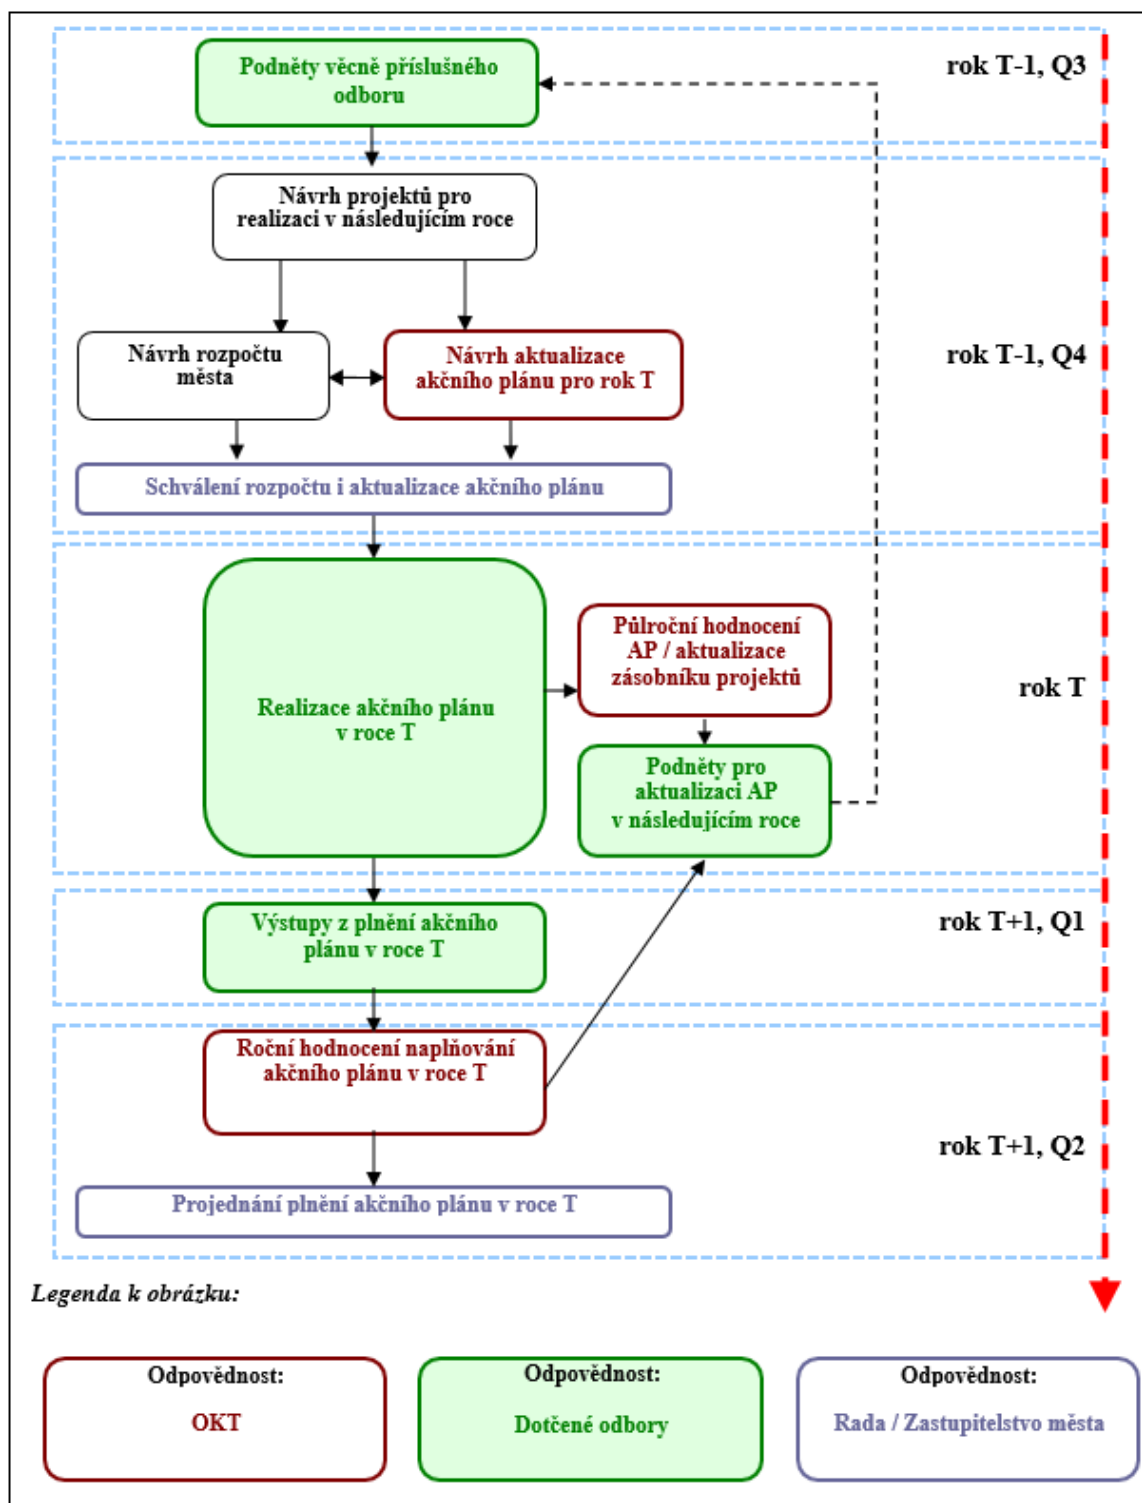 Podněty věcně příslušného
odboru
rok T-1, Q3
Návrh projektů pro
realizaci v následujícím roce
Návrh rozpočtu
města
Návrh aktualizace
akčního plánu pro rok T
rok T-1, Q4
Schválení rozpočtu i aktualizace akčního plánu
Realizace akčního plánu
v roce T
Půlroční hodnocení
AP / aktualizace
zásobníku projektů
rok T
Podněty pro
aktualizaci AP
v následujícím roce
Výstupy z plnění akčního
plánu v roce T
rok T+1, Q1
Roční hodnocení naplňování
akčního plánu v roce T
rok T+1, Q2
Projednání plnění akčního plánu v roce T
Legenda k obrázku:
Odpovědnost:
OKT
Odpovědnost:
Dotčené odbory
Odpovědnost:
Rada / Zastupitelstvo města